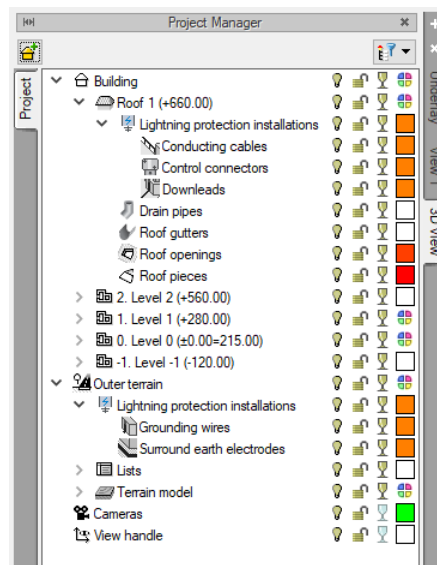 Project Manager
Project
Building
Roof 1 (+660.00)
Lightning protection installations
Conducting cables
Control connectors
Downleads
Drain pipes
Roof gutters
Roof openings
Roof pieces
2. Level 2 (+560.00)
1. Level 1 (+280.00)
0. Level 0 (±0.00=215.00)
-1. Level -1 (-120.00)
Outer terrain
Lightning protection installations
Grounding wires
Surround earth electrodes
Lists
Terrain model
Cameras
View handle
Underlay
View 1
3D View